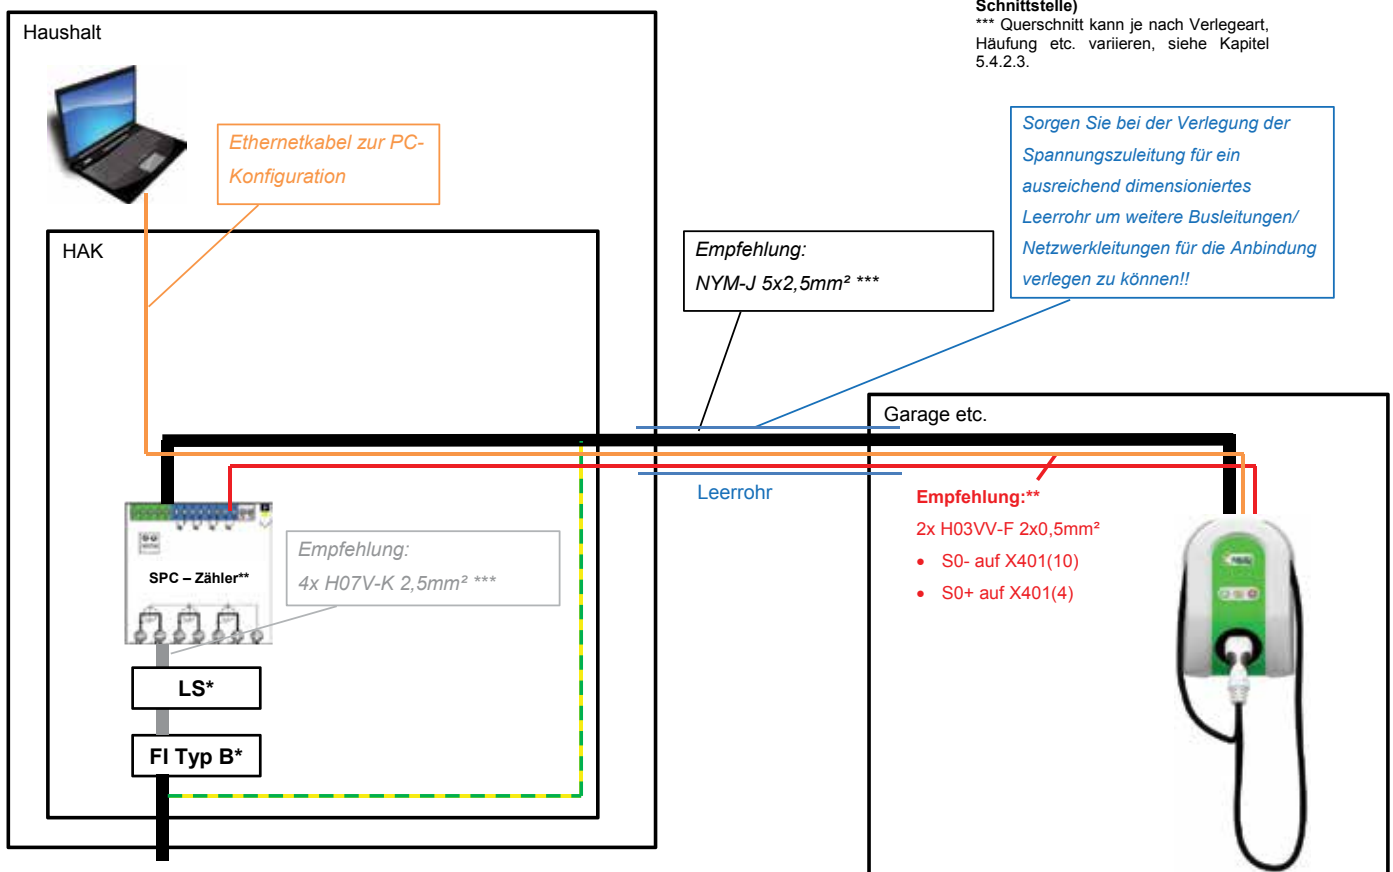 Schnittstelle)
*** Querschnitt kann je nach Verlegeart,
Häufung etc. variieren, siehe Kapitel
5.4.2.3.
Haushalt
Ethernetkabel zur PC-
Konfiguration
Sorgen Sie bei der Verlegung der
Spannungszuleitung für ein
ausreichend dimensioniertes
Leerrohr um weitere Busleitungen/
Netzwerkleitungen für die Anbindung
verlegen zu können!!
HAK
Empfehlung:
NYM-J 5x2,5mm² ***
Garage etc.
Leerrohr
Empfehlung:**
2x H03VV-F 2x0,5mm²
• S0- auf X401(10)
• S0+ auf X401(4)
Empfehlung:
4x H07V-K 2,5mm² ***
SPC – Zähler**
LS*
FI Typ B*